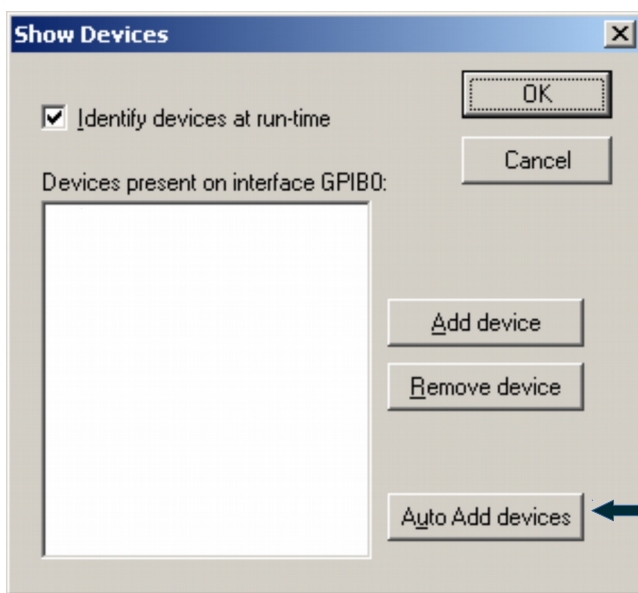 Show Devices
OK
Identify devices at run-time
Cancel
Devices present on interface GPIB0:
Add device
Remove device
Auto Add devices